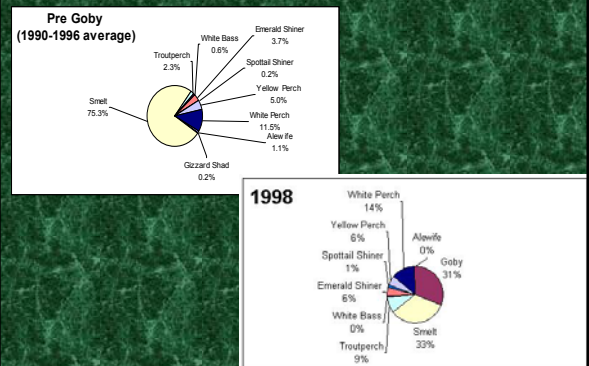 Pre Goby
(1990-1996 average)
White Bass
0.6%
Emerald Shiner
3.7%
Troutperch
2.3%
Spottail Shiner
0.2%
Yellow Perch
5.0%
Smelt
75.3%
White Perch
11.5%
Alewife
1.1%
Gizzard Shad
0.2%
1998
White Perch
14%
Yellow Perch
6%
Alewife
0%
Goby
31%
Spottail Shiner
1%
Emerald Shiner
6%
White Bass
0%
Smelt
33%
Troutperch
9%